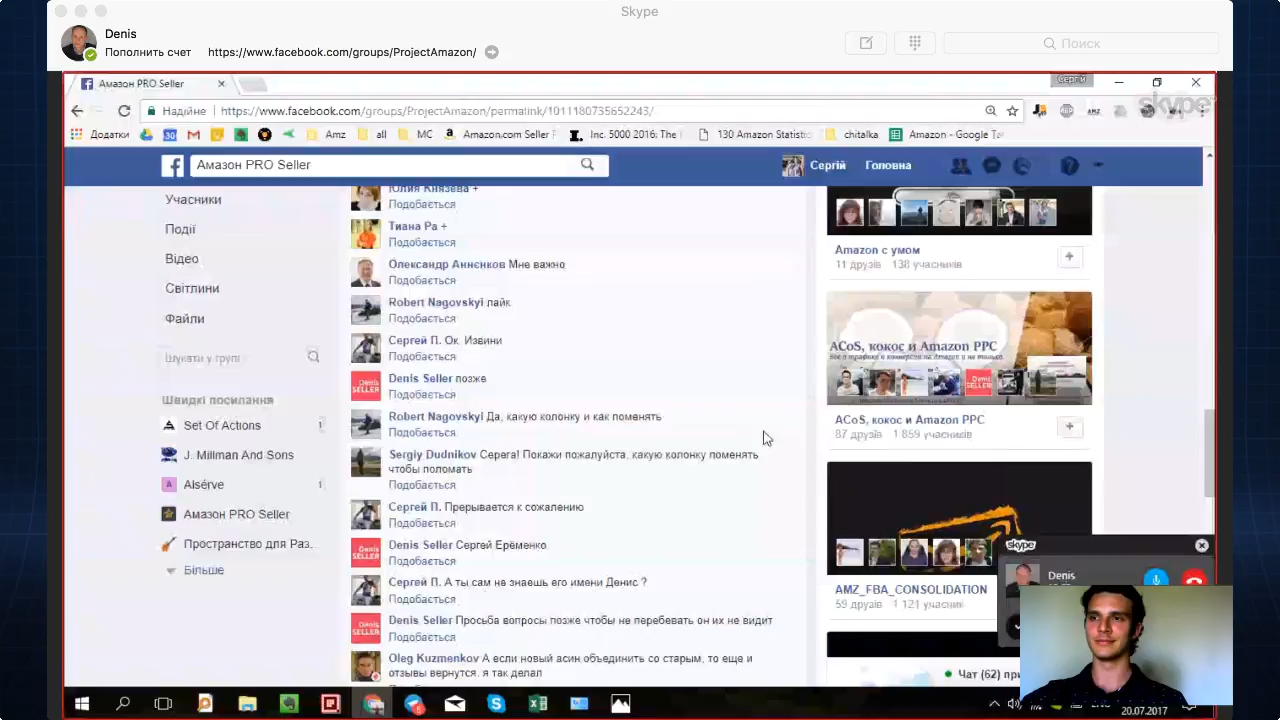 Skype
Denis
Пополнить счет https://www.facebook.com/groups/ProjectAmazon/
Поиск
Амазон PRO Seller
Сергій
Надійне https://www.facebook.com/groups/ProjectAmazon/permalink/1011180735652243/
skype
Додатки Amz all MC Amazon.com Seller F Inc. 5000 2016: The 130 Amazon Statistic chitalka Amazon - Google Ta
Амазон PRO Seller
Сергій Головна
Учасники
Події
Відео
Світлини
Файли
Шукати у групі
Швидкі посилання
Set Of Actions 1
J. Millman And Sons
Alsérve 1
Амазон PRO Seller
Пространство для Раз...
Більше
Юлия Князева +
Подобається
Тиана Ра +
Подобається
Олександр Аннєнков Мне важно
Подобається
Robert Nagovskyi лайк
Подобається
Сергей П. Ок. Извини
Подобається
Denis Seller позже
Подобається
Robert Nagovskyi Да, какую колонку и как поменять
Подобається
Sergiy Dudnikov Серега! Покажи пожалуйста, какую колонку поменять
чтобы поломать
Подобається
Сергей П. Прерывается к сожалению
Подобається
Denis Seller Сергей Ерёменко
Подобається
Сергей П. А ты сам не знаешь его имени Денис ?
Подобається
Denis Seller Просьба вопросы позже чтобы не перебевать он их не видит
Подобається
Oleg Kuzmenkov А если новый асин объединить со старым, то еще и
отзывы вернутся. я так делал
Amazon с умом
11 друзів 138 учасників
ACoS, кокос и Amazon PPC
ACoS, кокос и Amazon PPC
87 друзів 1 859 учасників
AMZ_FBA_CONSOLIDATION
59 друзів 1 121 учасник
skype
Denis
Чат (62) при
20.07.2017